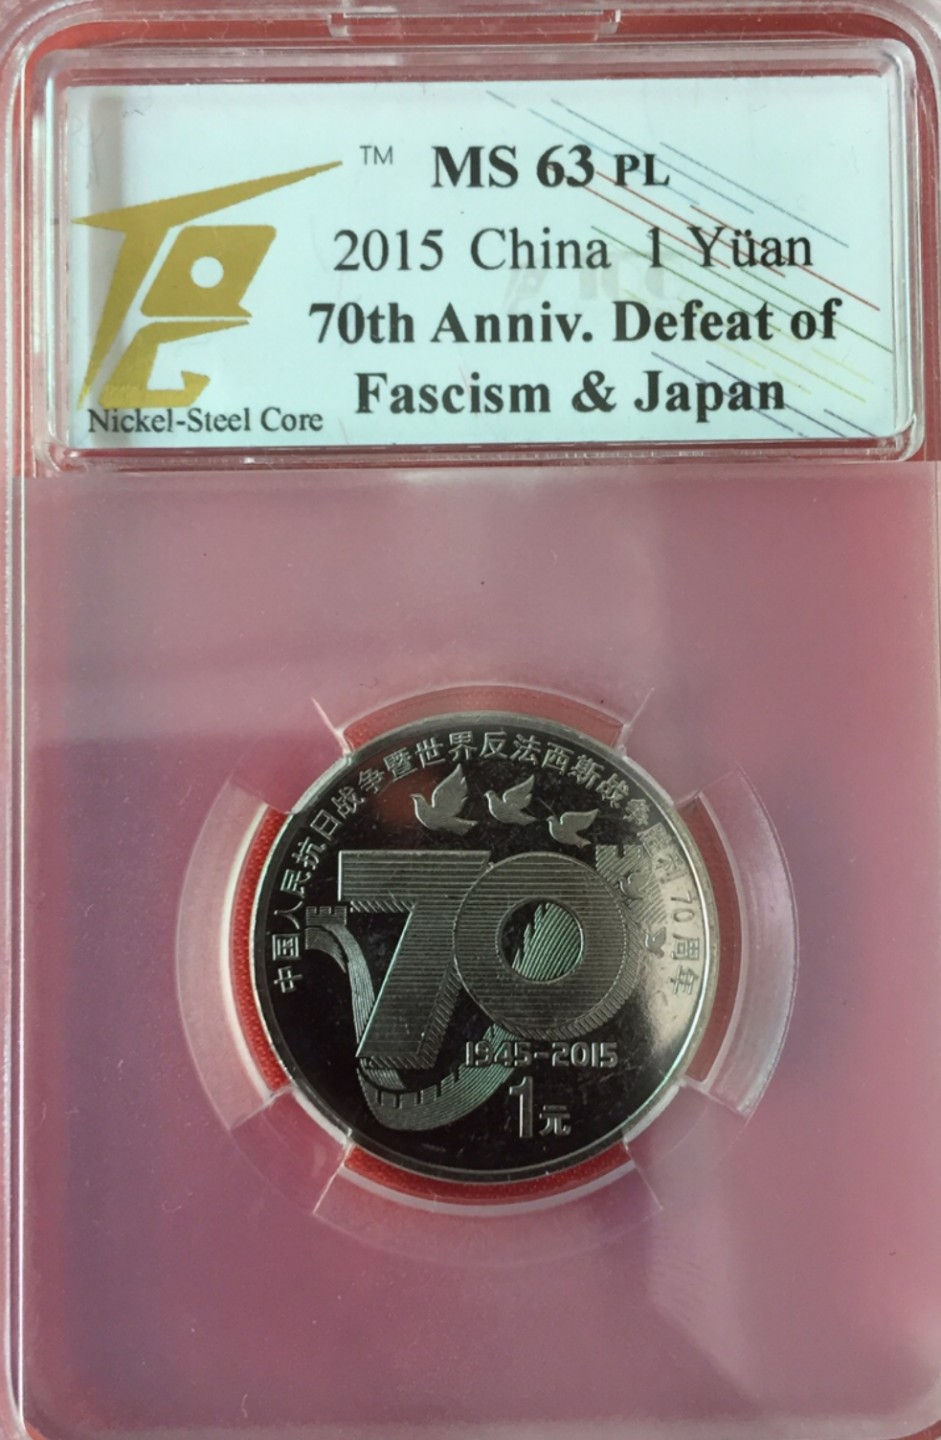 ™ MS 63 PL
2015 China 1 Yüan
70th Anniv. Defeat of
Fascism & Japan
Nickel-Steel Core
中国人民抗日战争暨世界反法西斯战争胜利70周年
70
1945-2015
1元